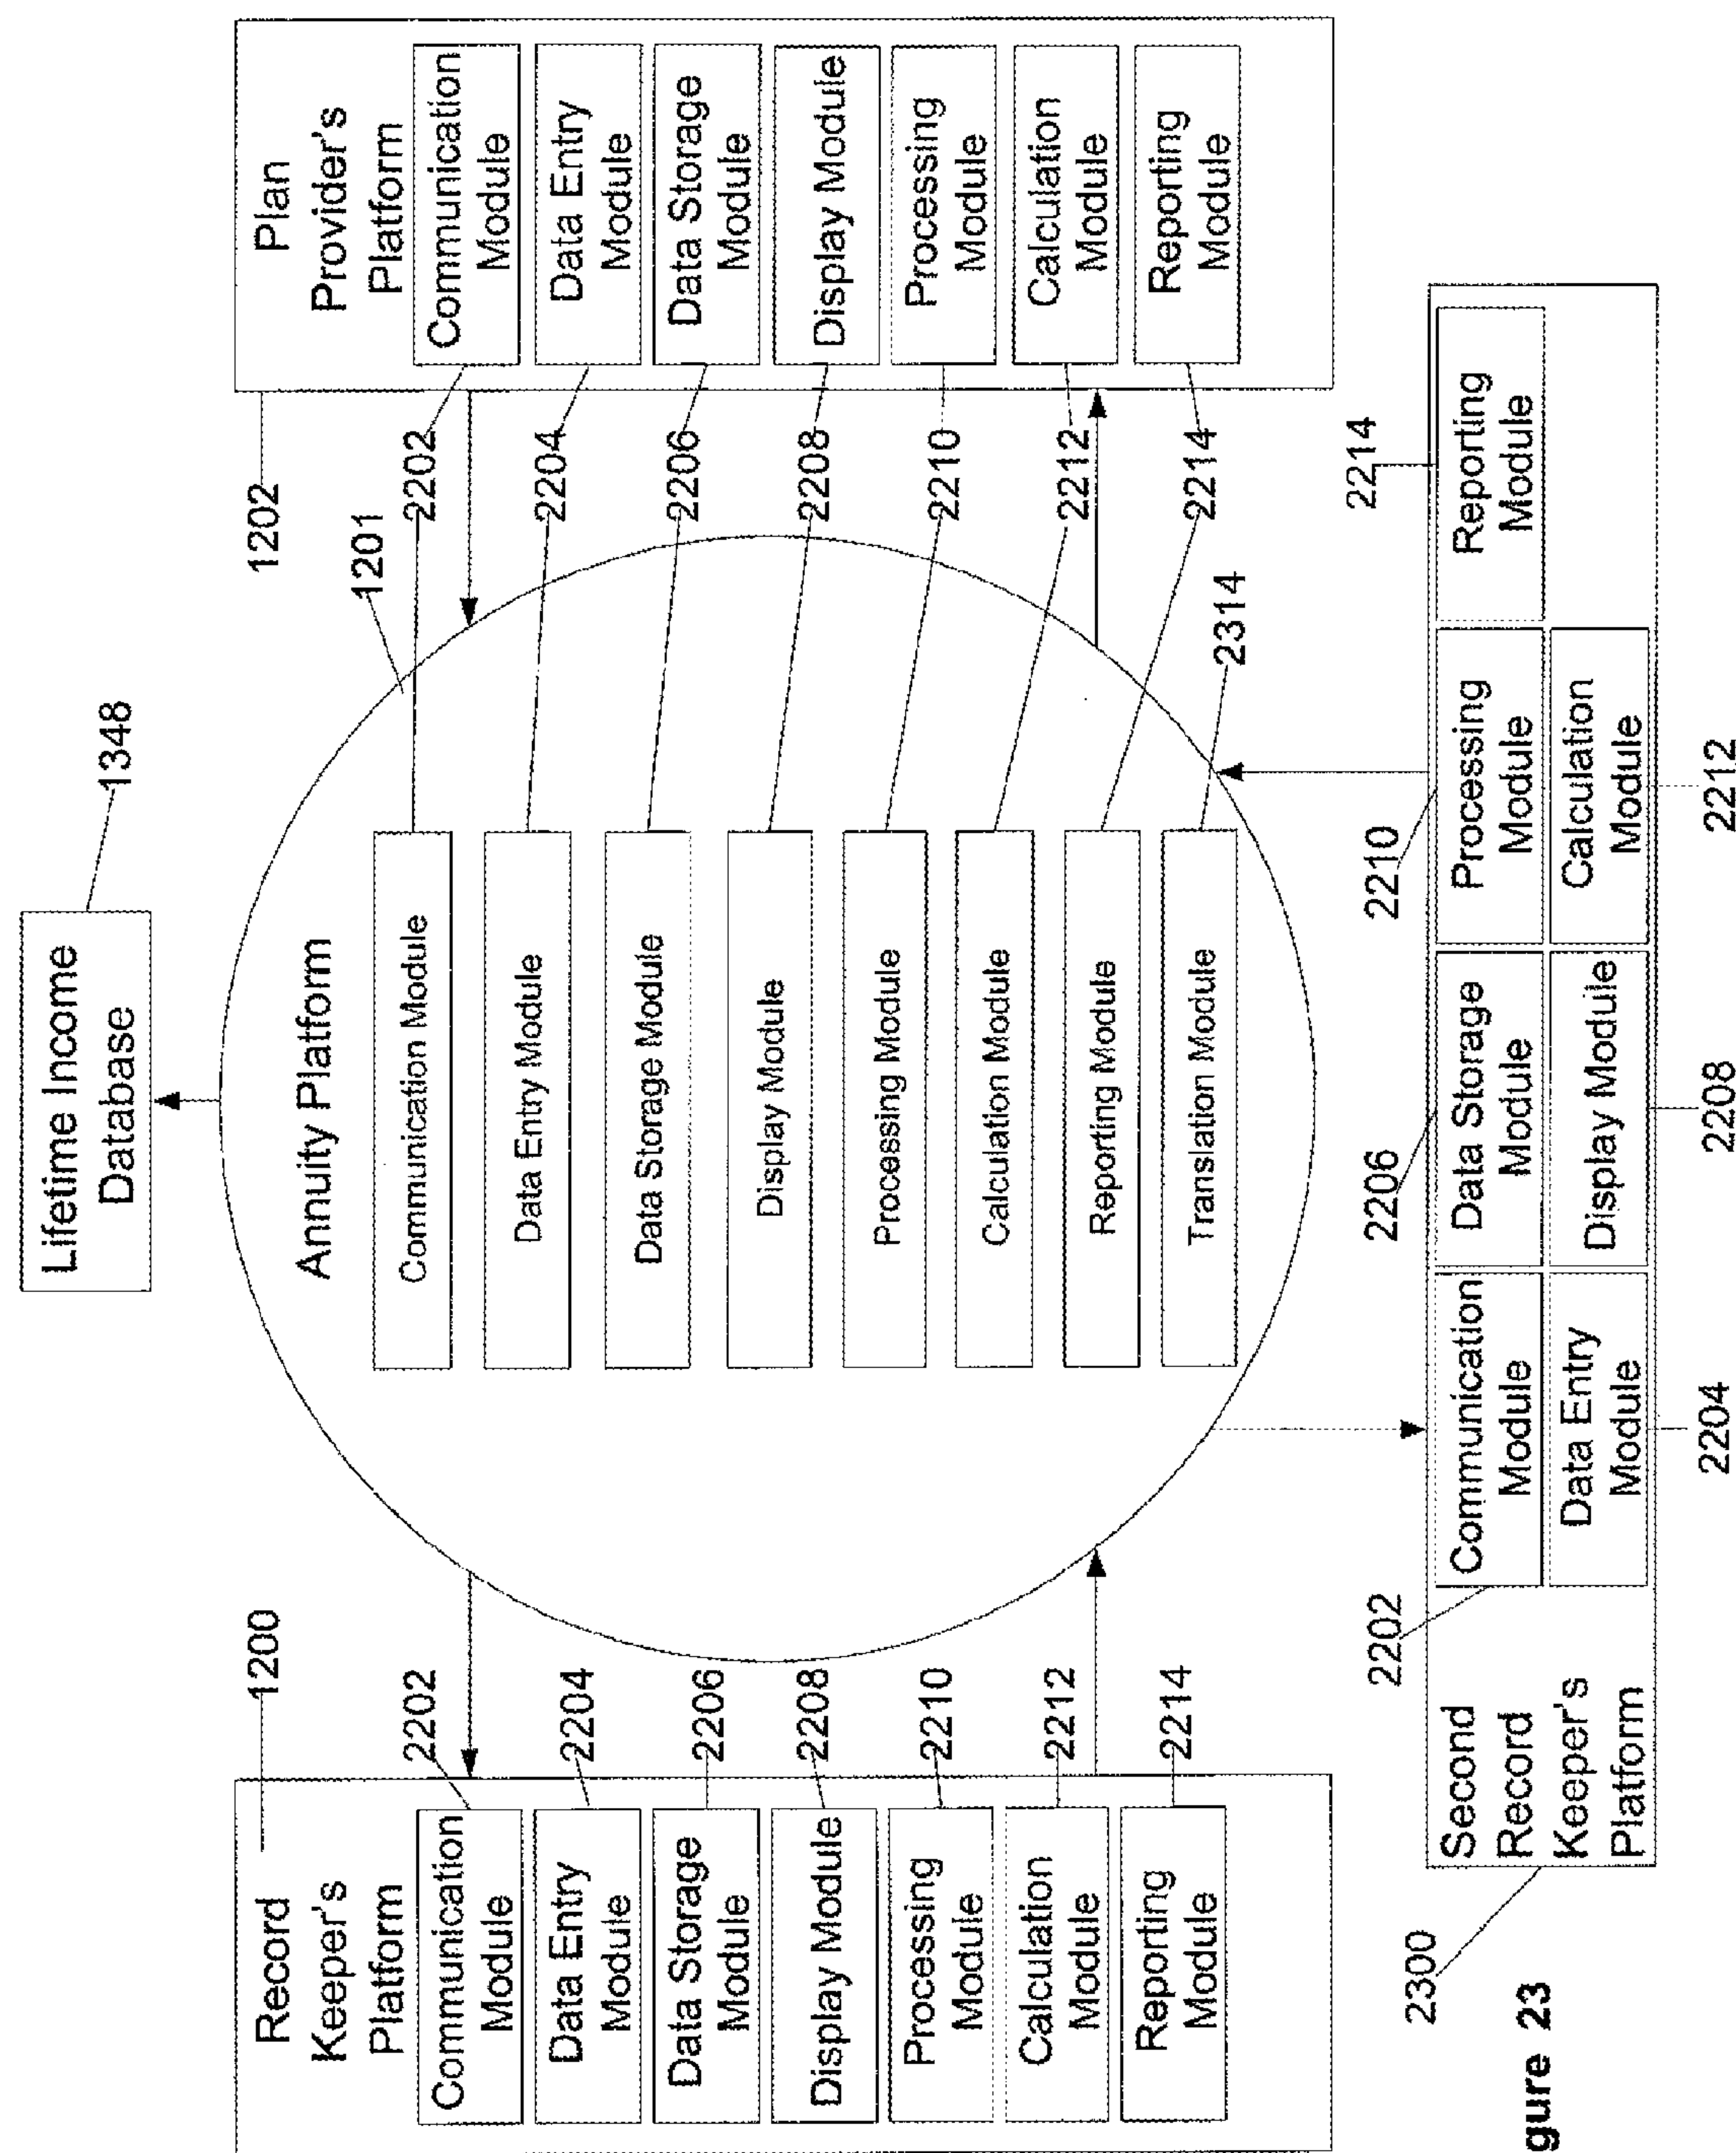 Lifetime Income
Database
1348
Record
Keeper's
Platform
1200
Communication
Module
2202
Data Entry
Module
2204
Data Storage
Module
2206
Display Module
2208
Processing
Module
2210
Calculation
Module
2212
Reporting
Module
2214
Annuity Platform
1201
Communication Module
Data Entry Module
Data Storage Module
Display Module
Processing Module
Calculation Module
Reporting Module
Translation Module
2202
2204
2206
2208
2210
2212
2214
2314
1202
Plan
Provider's
Platform
Communication
Module
Data Entry
Module
Data Storage
Module
Display Module
Processing
Module
Calculation
Module
Reporting
Module
2300
Second
Record
Keeper's
Platform
2202
Communication
Module
2206
Data Storage
Module
2210
Processing
Module
2214
Reporting
Module
Data Entry
Module
Display Module
Calculation
Module
2204
2208
2212
gure 23